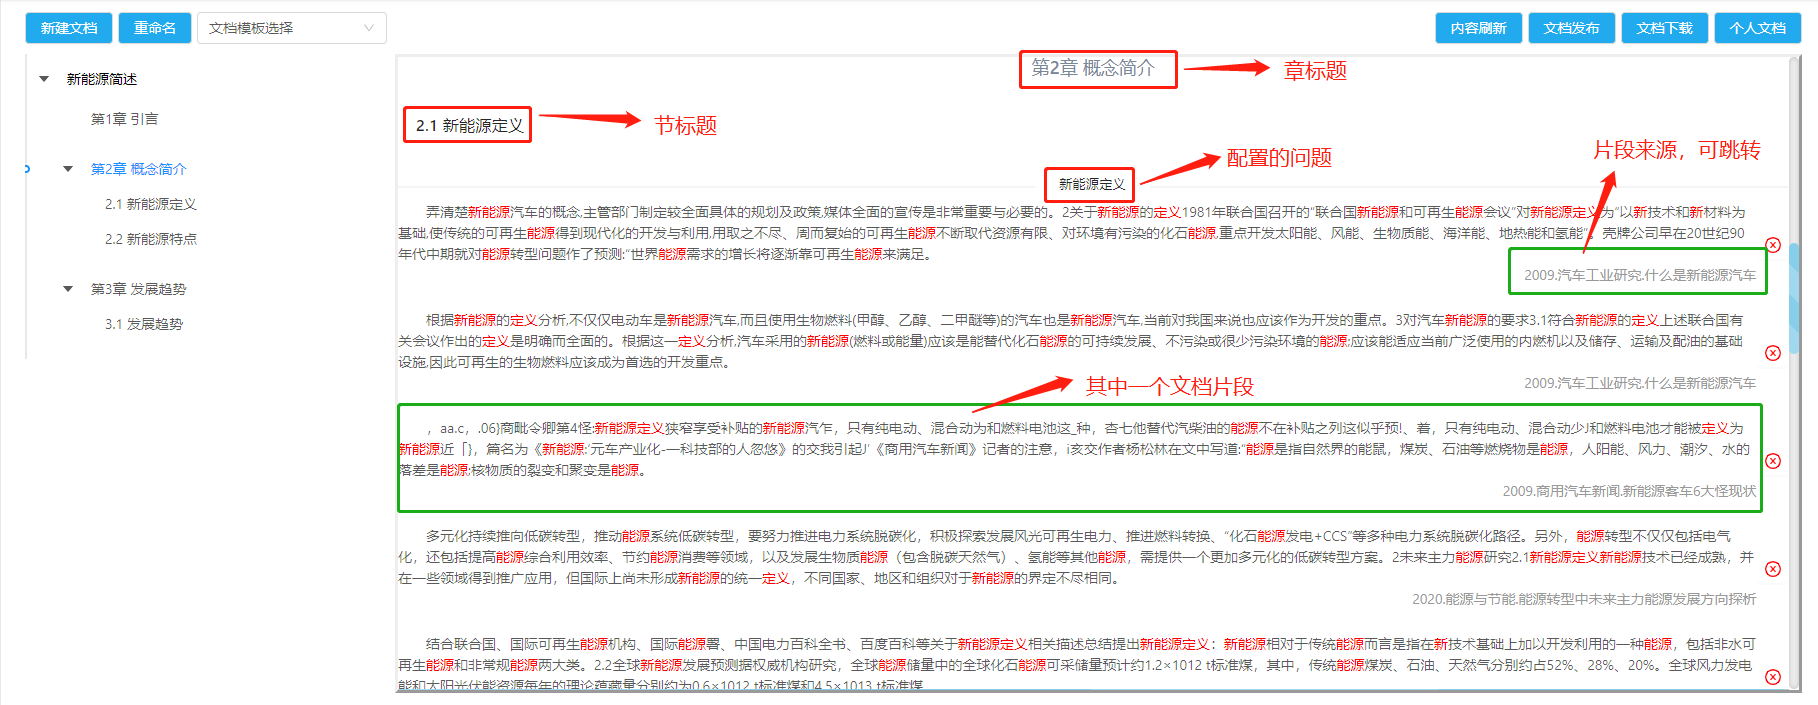 新建文档 重命名 文档模板选择 内容刷新 文档发布 文档下载 个人文档
新能源简述
第1章 引言
第2章 概念简介
2.1 新能源定义
2.2 新能源特点
第3章 发展趋势
3.1 发展趋势
第2章 概念简介 章标题
2.1 新能源定义 节标题
配置的问题
片段来源，可跳转
新能源定义
弄清楚新能源汽车的概念,主管部门制定较全面具体的规划及政策,媒体全面的宣传是非常重要与必要的。2关于新能源的定义1981年联合国召开的“联合国新能源和可再生能源会议”对新能源定义为“以新技术和新材料为
基础,使传统的可再生能源得到现代化的开发与利用,用取之不尽、周而复始的可再生能源不断取代资源有限、对环境有污染的化石能源,重点开发太阳能、风能、生物质能、海洋能、地热能和氢能”。壳牌公司早在20世纪90
年代中期就对能源转型问题作了预测:“世界能源需求的增长将逐渐靠可再生能源来满足。
2009.汽车工业研究.什么是新能源汽车
根据新能源的定义分析,不仅仅电动车是新能源汽车,而且使用生物燃料(甲醇、乙醇、二甲醚等)的汽车也是新能源汽车,当前对我国来说也应该作为开发的重点。3对汽车新能源的要求3.1符合新能源的定义上述联合国有
关会议作出的定义是明确而全面的。根据这一定义分析,汽车采用的新能源(燃料或能量)应该是能替代化石能源的可持续发展、不污染或很少污染环境的能源;应该能适应当前广泛使用的内燃机以及储存、运输及配油的基础
设施,因此可再生的生物燃料应该成为首选的开发重点。
2009.汽车工业研究.什么是新能源汽车
其中一个文档片段
，aa.c，.06}商毗令卿第4怪:新能源定义狭窄享受补贴的新能源汽乍，只有纯电动、混合动为和燃料电池这_种，杏七他替代汽柴油的能源不在补贴之列这似乎预!、着，只有纯电动、混合动少J和燃料电池才能被定义为
新能源近「}，篇名为《新能源:‘元车产业化-—科技部的人忽悠》的交我引起J‘《商用汽车新闻》记者的注意，i亥交作者杨松林在文中写道:“能源是指自然界的能鼠，煤炭、石油等燃烧物是能源，人阳能、风力、潮汐、水的
落差是能源;核物质的裂变和聚变是能源。
2009.商用汽车新闻.新能源客车6大怪现状
多元化持续推向低碳转型，推动能源系统低碳转型，要努力推进电力系统脱碳化，积极探索发展风光可再生电力、推进燃料转换、“化石能源发电+CCS”等多种电力系统脱碳化路径。另外，能源转型不仅仅包括电气
化，还包括提高能源综合利用效率、节约能源消费等领域，以及发展生物质能源（包含脱碳天然气）、氢能等其他能源，需提供一个更加多元化的低碳转型方案。2未来主力能源研究2.1新能源定义新能源技术已经成熟，并
在一些领域得到推广应用，但国际上尚未形成新能源的统一定义，不同国家、地区和组织对于新能源的界定不尽相同。
2020.能源与节能.能源转型中未来主力能源发展方向探析
结合联合国、国际可再生能源机构、国际能源署、中国电力百科全书、百度百科等关于新能源定义相关描述总结提出新能源定义：新能源相对于传统能源而言是指在新技术基础上加以开发利用的一种能源，包括非水可
再生能源和非常规能源两大类。2.2全球新能源发展预测据权威机构研究，全球能源储量中的全球化石能源可采储量预计约1.2×1012 t标准煤，其中，传统能源煤炭、石油、天然气分别约占52%、28%、20%。全球风力发电
能和太阳光伏能资源每年的理论蕴藏量分别约为0.6×1012 t标准煤和4.5×1013 t标准煤